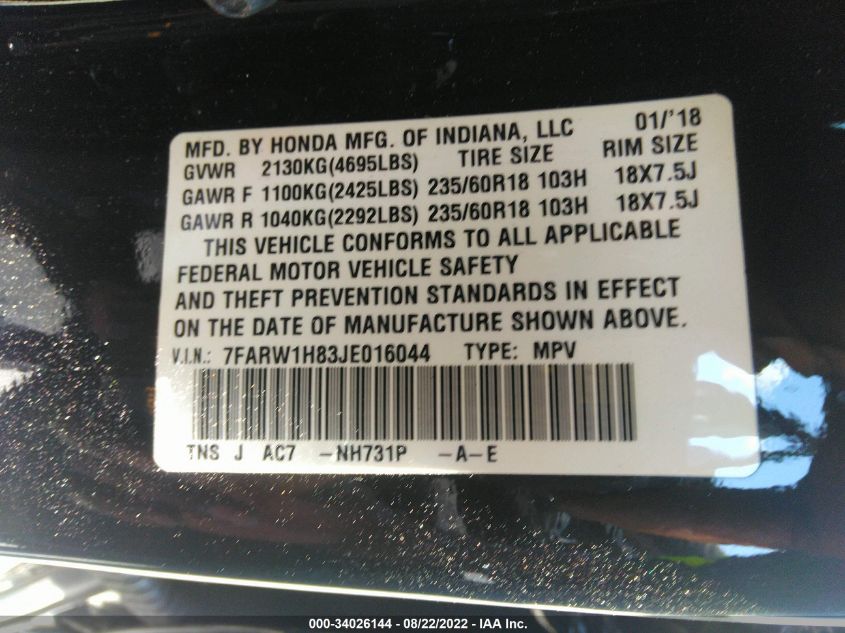 MFD. BY HONDA MFG. OF INDIANA, LLC 01/'18
GVWR 2130KG(4695LBS) TIRE SIZE RIM SIZE
GAWR F 1100KG(2425LBS) 235/60R18 103H 18X7.5J
GAWR R 1040KG(2292LBS) 235/60R18 103H 18X7.5J
THIS VEHICLE CONFORMS TO ALL APPLICABLE
FEDERAL MOTOR VEHICLE SAFETY
AND THEFT PREVENTION STANDARDS IN EFFECT
ON THE DATE OF MANUFACTURE SHOWN ABOVE.
V.I.N.: 7FARW1H83JE016044 TYPE: MPV
TNS J AC7 -NH731P -A-E
000-34026144 - 08/22/2022 - IAA Inc.